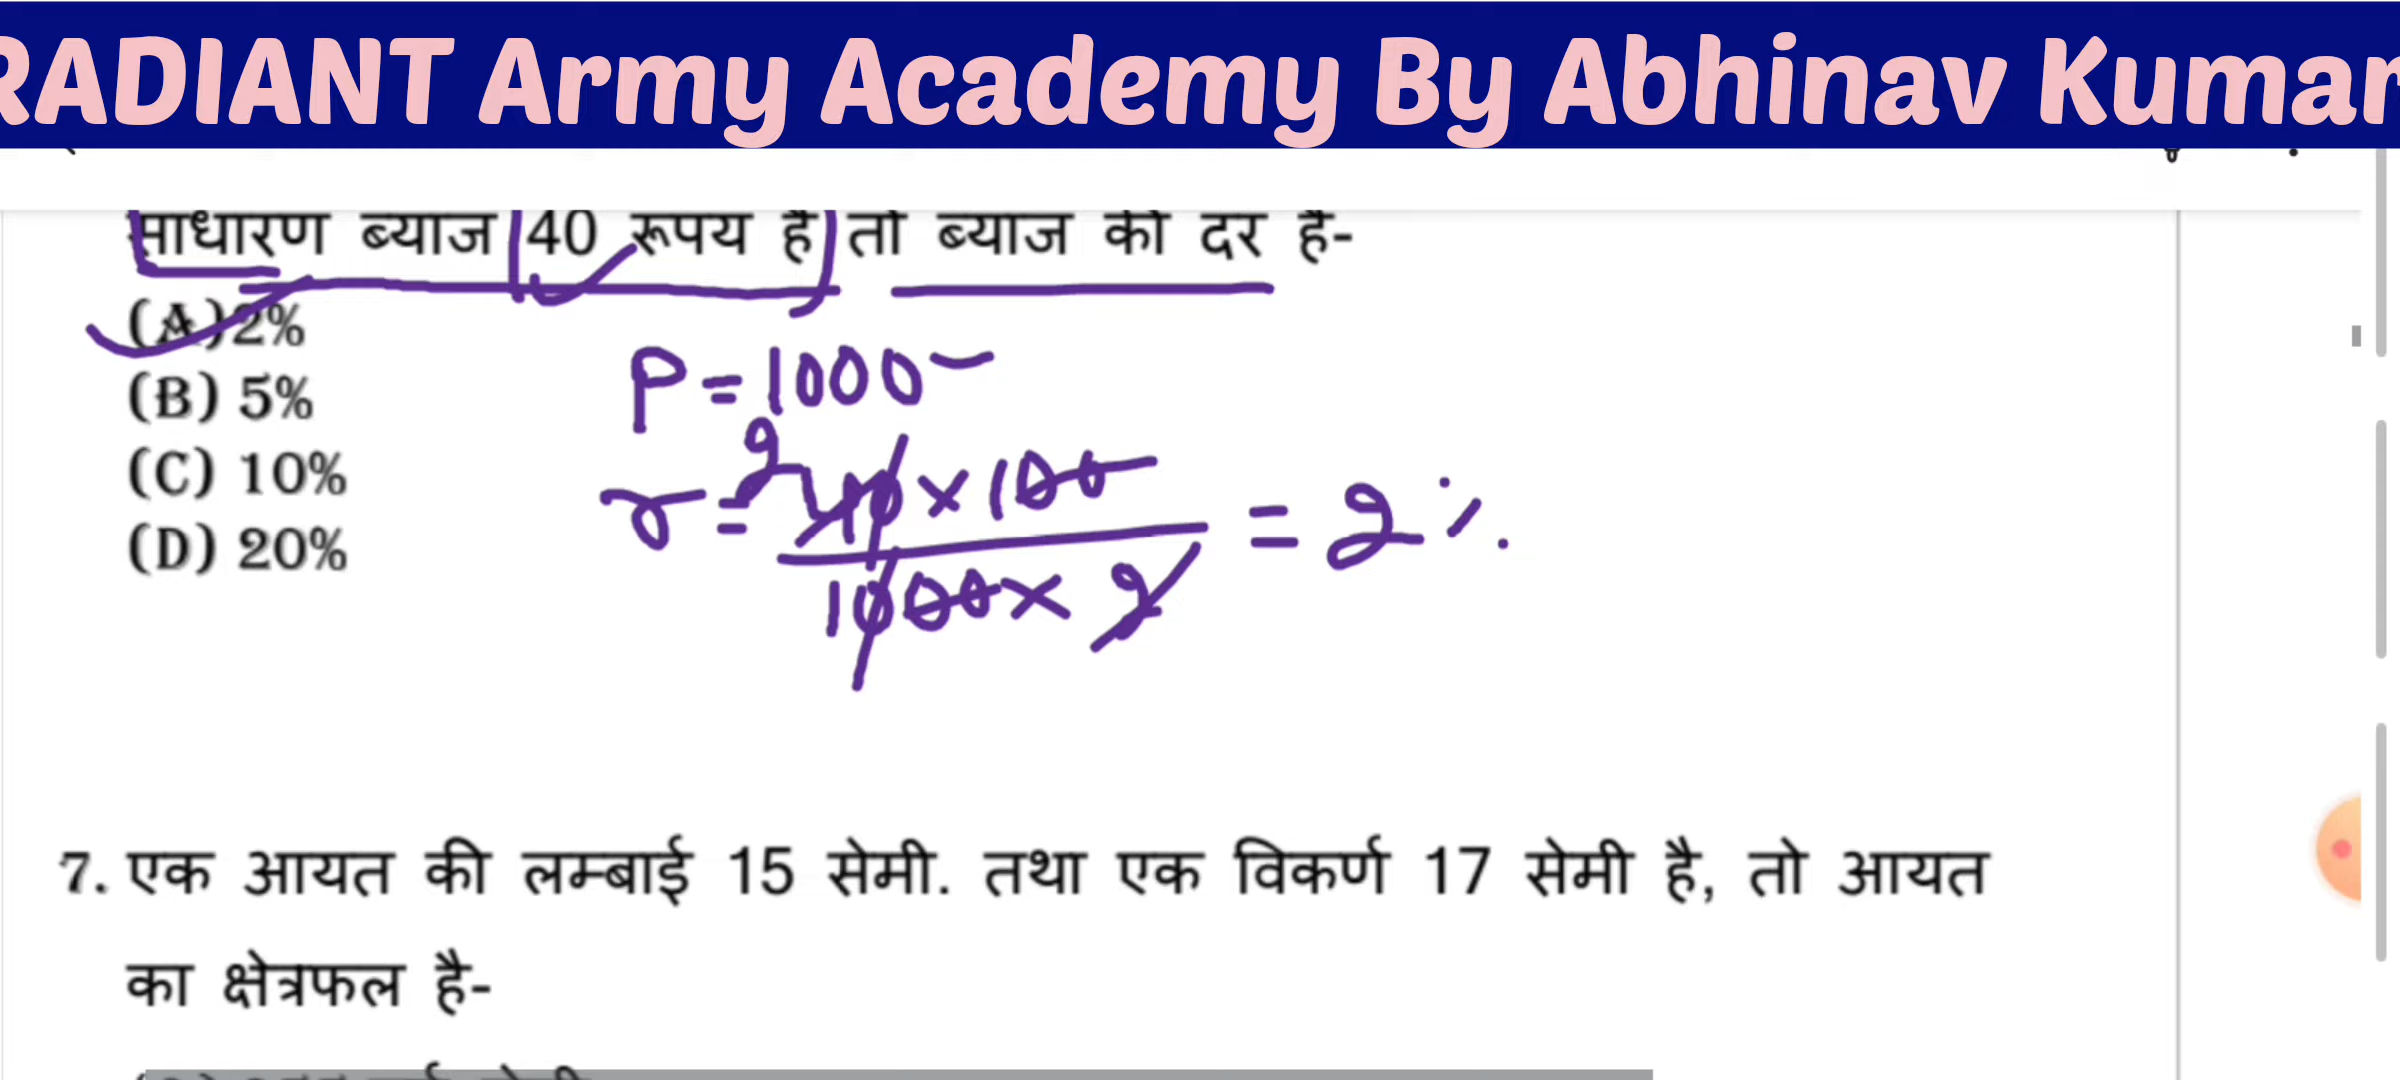 RADIANT Army Academy By Abhinav Kumar
साधारण ब्याज 40 रूपये है तो ब्याज की दर है-
(A) 2%
(B) 5%
(C) 10%
(D) 20%
P = 1000
r = 40 × 100 / 1000 × 2 = 2 %
2
7. एक आयत की लम्बाई 15 सेमी. तथा एक विकर्ण 17 सेमी है, तो आयत
का क्षेत्रफल है-